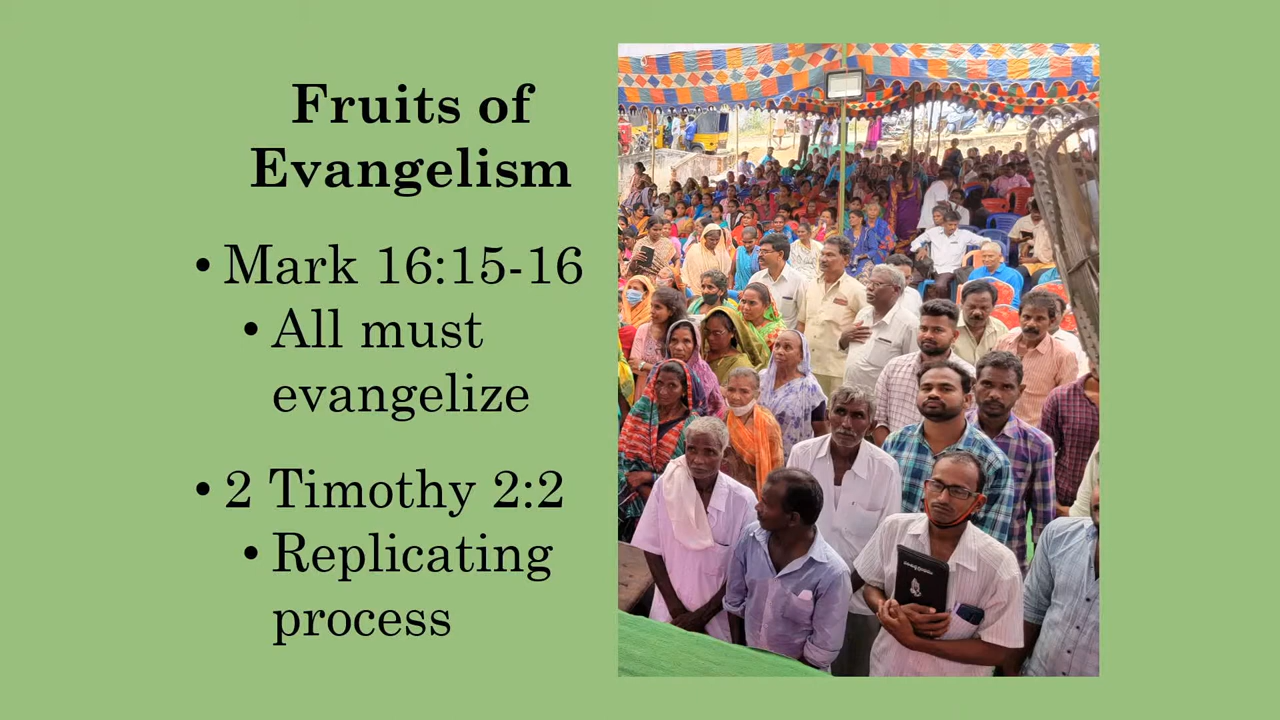 Fruits of
Evangelism
• Mark 16:15-16
• All must
evangelize
• 2 Timothy 2:2
• Replicating
process